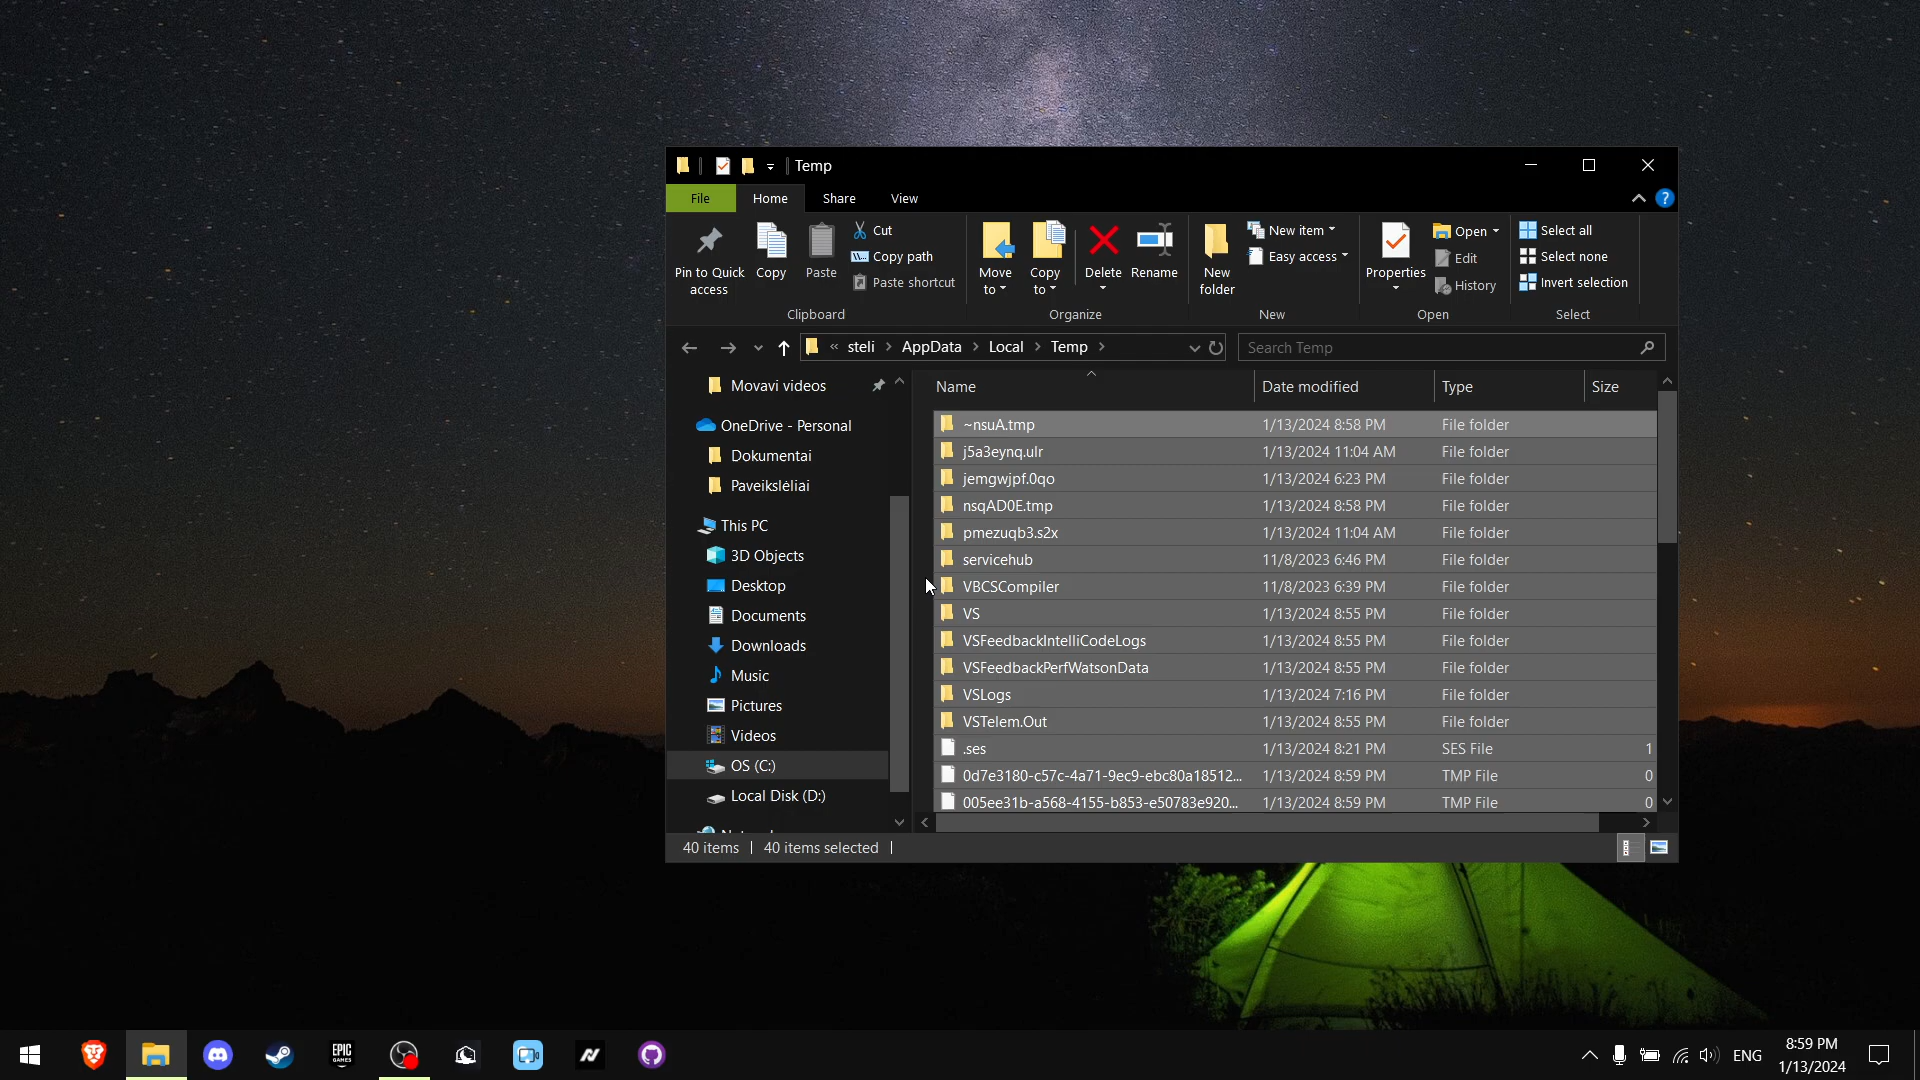 Temp
File Home Share View
Pin to Quick access
Copy
Paste
Cut
Copy path
Paste shortcut
Clipboard
Move to
Copy to
Delete
Rename
Organize
New folder
New item
Easy access
New
Properties
Open
Edit
History
Open
Select all
Select none
Invert selection
Select
« steli > AppData > Local > Temp >
Search Temp
Movavi videos
OneDrive - Personal
Dokumentai
Paveikslėliai
This PC
3D Objects
Desktop
Documents
Downloads
Music
Pictures
Videos
OS (C:)
Local Disk (D:)
Name Date modified Type Size
~nsuA.tmp 1/13/2024 8:58 PM File folder
j5a3eynq.ulr 1/13/2024 11:04 AM File folder
jemgwjpf.0qo 1/13/2024 6:23 PM File folder
nsqAD0E.tmp 1/13/2024 8:58 PM File folder
pmezuqb3.s2x 1/13/2024 11:04 AM File folder
servicehub 11/8/2023 6:46 PM File folder
VBCSCompiler 11/8/2023 6:39 PM File folder
VS 1/13/2024 8:55 PM File folder
VSFeedbackIntelliCodeLogs 1/13/2024 8:55 PM File folder
VSFeedbackPerfWatsonData 1/13/2024 8:55 PM File folder
VSLogs 1/13/2024 7:16 PM File folder
VSTelem.Out 1/13/2024 8:55 PM File folder
.ses 1/13/2024 8:21 PM SES File 1
0d7e3180-c57c-4a71-9ec9-ebc80a18512... 1/13/2024 8:59 PM TMP File 0
005ee31b-a568-4155-b853-e50783e920... 1/13/2024 8:59 PM TMP File 0
40 items 40 items selected
EPIC GAMES
ENG
8:59 PM
1/13/2024